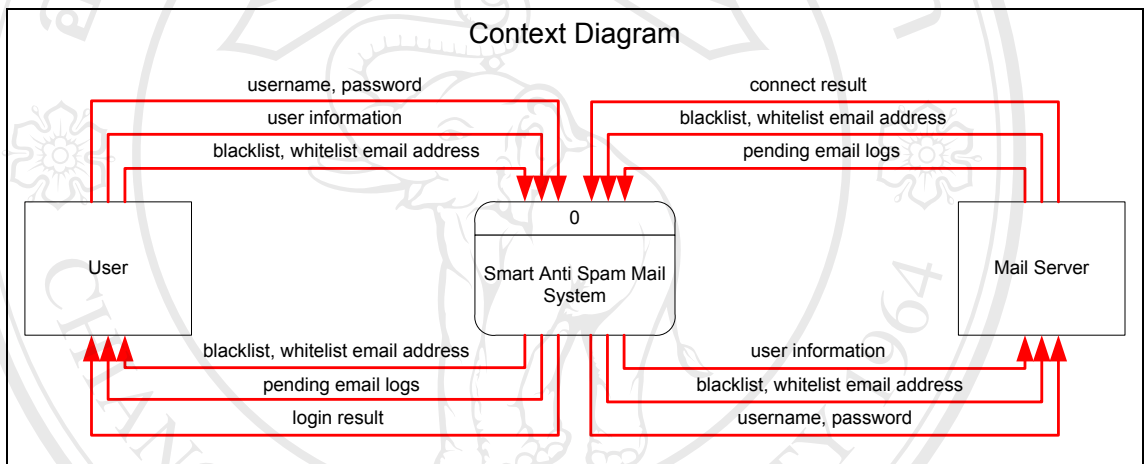 Context Diagram
username, password
user information
blacklist, whitelist email address
connect result
blacklist, whitelist email address
pending email logs
User
0
Smart Anti Spam Mail
System
Mail Server
blacklist, whitelist email address
pending email logs
login result
user information
blacklist, whitelist email address
username, password